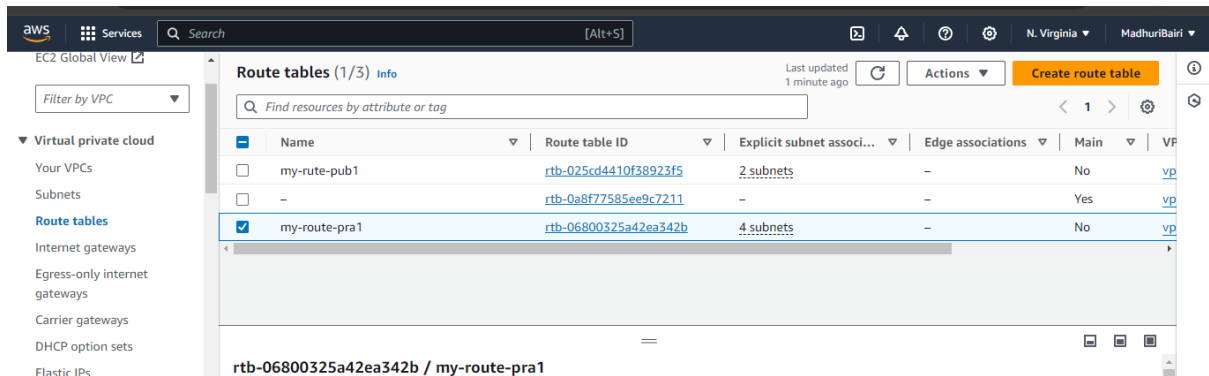 aws Services Search [Alt+S] N. Virginia ▼ MadhuriBairi ▼
EC2 Global View
Filter by VPC ▼
▼ Virtual private cloud
Your VPCs
Subnets
Route tables
Internet gateways
Egress-only internet
gateways
Carrier gateways
DHCP option sets
Elastic IPs
Route tables (1/3) Info
Last updated
1 minute ago
Actions ▼
Create route table
Find resources by attribute or tag
1
Name Route table ID Explicit subnet associ... Edge associations Main VP
my-rute-pub1 rtb-025cd4410f38923f5 2 subnets – No vp
– rtb-0a8f77585ee9c7211 – – Yes vp
my-route-pra1 rtb-06800325a42ea342b 4 subnets – No vp
rtb-06800325a42ea342b / my-route-pra1